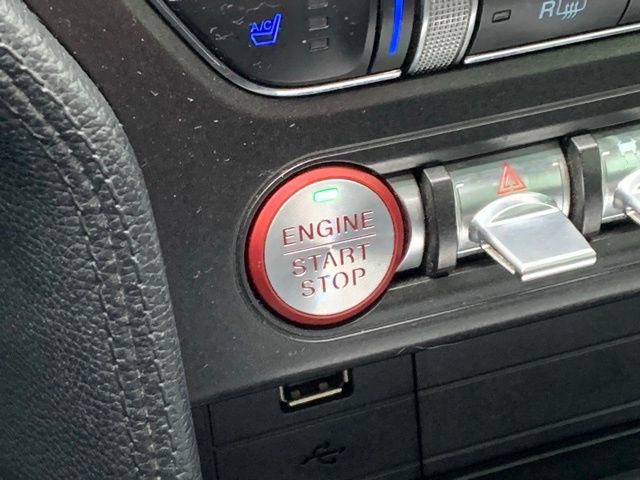 A/C
R
ENGINE
START
STOP